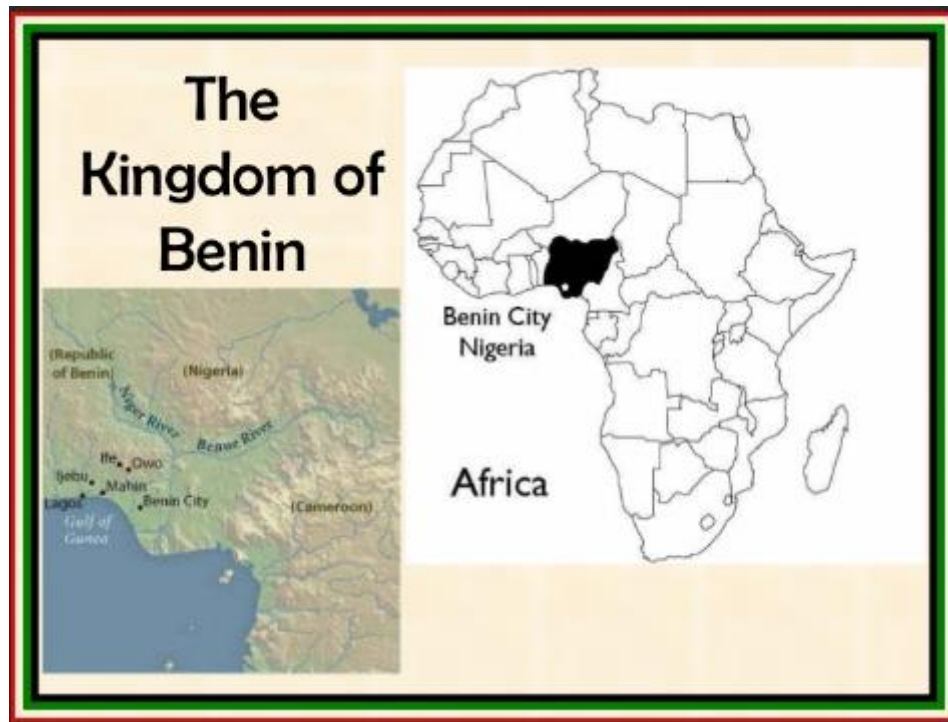 The
Kingdom of
Benin
Benin City
Nigeria
Africa
(Republic
of Benin)
(Nigeria)
Niger River
Benue River
Ife
Owo
Ijebu
Mahin
Lagos
Benin City
(Cameroon)
Gulf of
Guinea